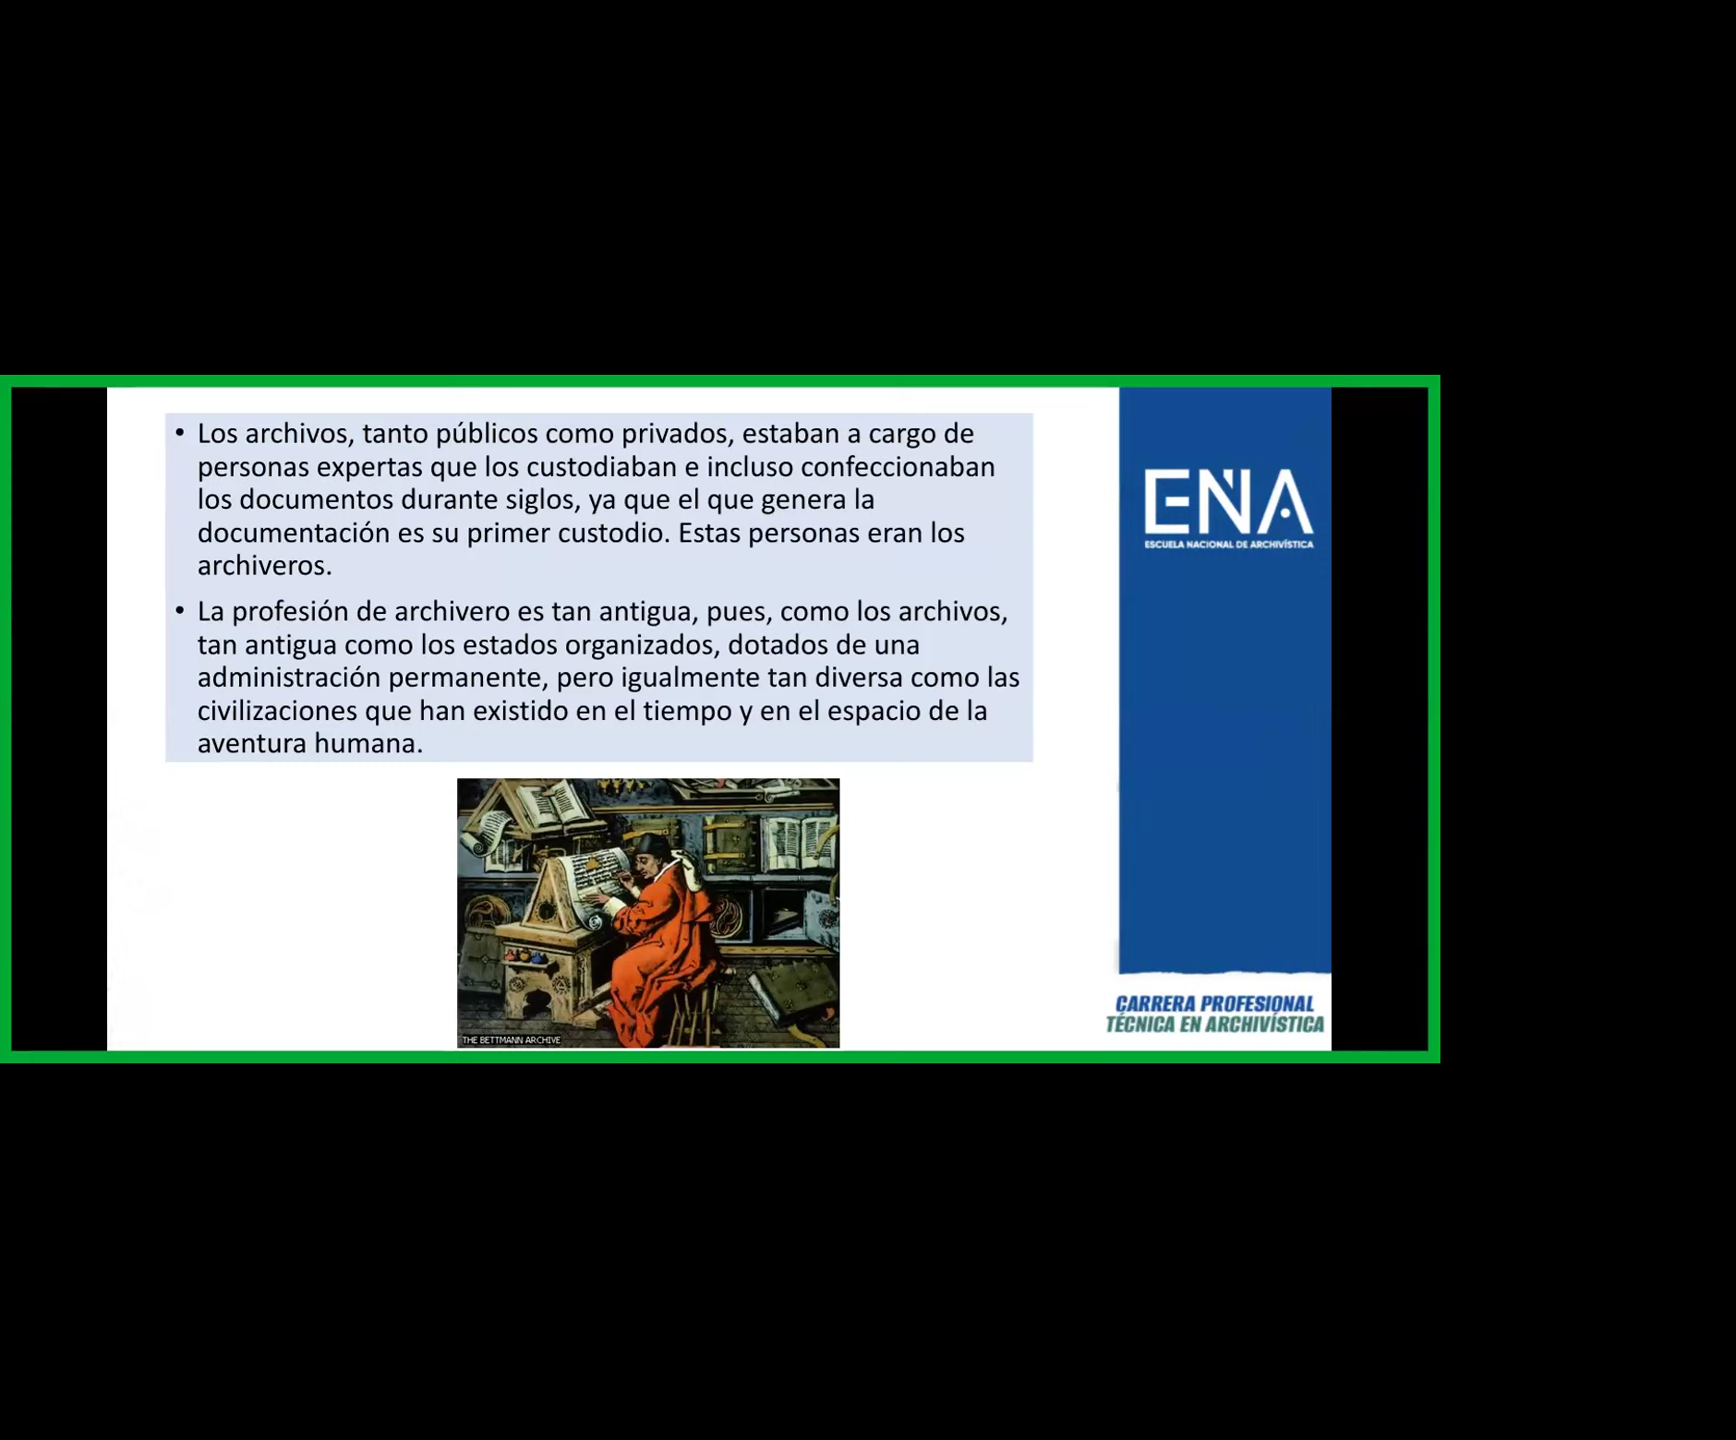 • Los archivos, tanto públicos como privados, estaban a cargo de
personas expertas que los custodiaban e incluso confeccionaban
los documentos durante siglos, ya que el que genera la
documentación es su primer custodio. Estas personas eran los
archiveros.
• La profesión de archivero es tan antigua, pues, como los archivos,
tan antigua como los estados organizados, dotados de una
administración permanente, pero igualmente tan diversa como las
civilizaciones que han existido en el tiempo y en el espacio de la
aventura humana.
THE BETTMANN ARCHIVE
ENA
ESCUELA NACIONAL DE ARCHIVÍSTICA
CARRERA PROFESIONAL
TÉCNICA EN ARCHIVÍSTICA